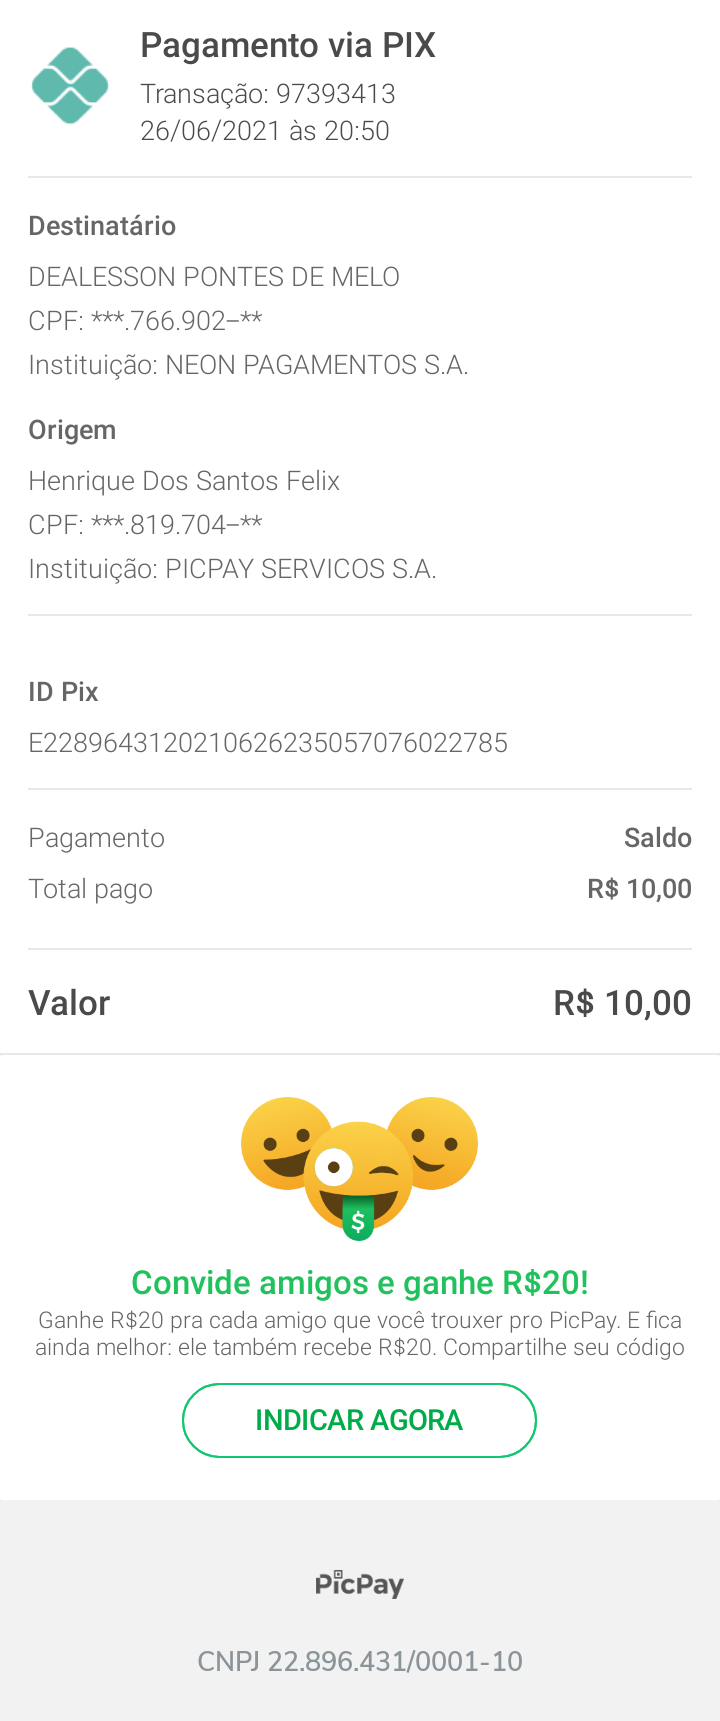 Pagamento via PIX
Transação: 97393413
26/06/2021 às 20:50
Destinatário
DEALESSON PONTES DE MELO
CPF: ***.766.902–**
Instituição: NEON PAGAMENTOS S.A.
Origem
Henrique Dos Santos Felix
CPF: ***.819.704–**
Instituição: PICPAY SERVICOS S.A.
ID Pix
E2289643120210626235057076022785
Pagamento Saldo
Total pago R$ 10,00
Valor R$ 10,00
$
Convide amigos e ganhe R$20!
Ganhe R$20 pra cada amigo que você trouxer pro PicPay. E fica
ainda melhor: ele também recebe R$20. Compartilhe seu código
INDICAR AGORA
PicPay
CNPJ 22.896.431/0001-10